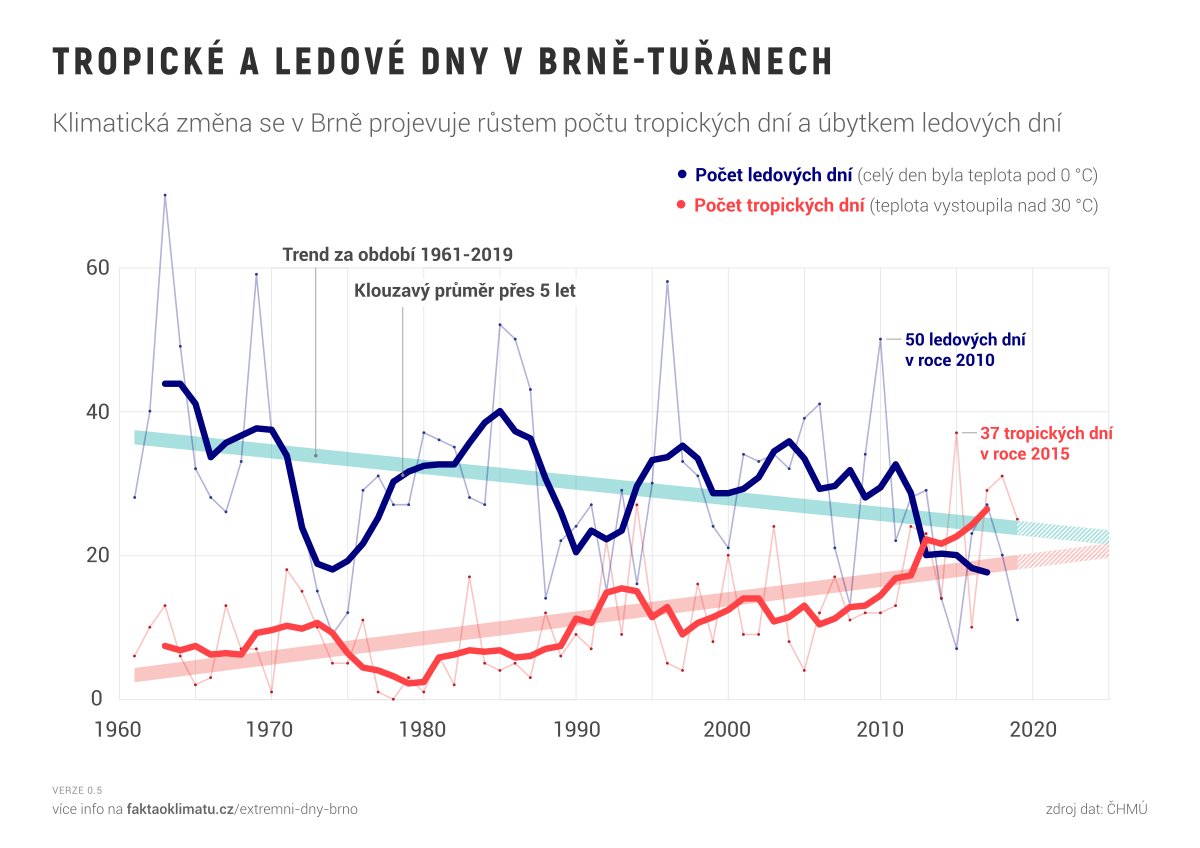 TROPICKÉ A LEDOVÉ DNY V BRNĚ-TUŘANECH
Klimatická změna se v Brně projevuje růstem počtu tropických dní a úbytkem ledových dní
Počet ledových dní (celý den byla teplota pod 0 °C)
Počet tropických dní (teplota vystoupila nad 30 °C)
Trend za období 1961-2019
Klouzavý průměr přes 5 let
50 ledových dní
v roce 2010
37 tropických dní
v roce 2015
60
40
20
0
1960 1970 1980 1990 2000 2010 2020
VERZE 0.5
více info na faktaoklimatu.cz/extremni-dny-brno
zdroj dat: ČHMÚ